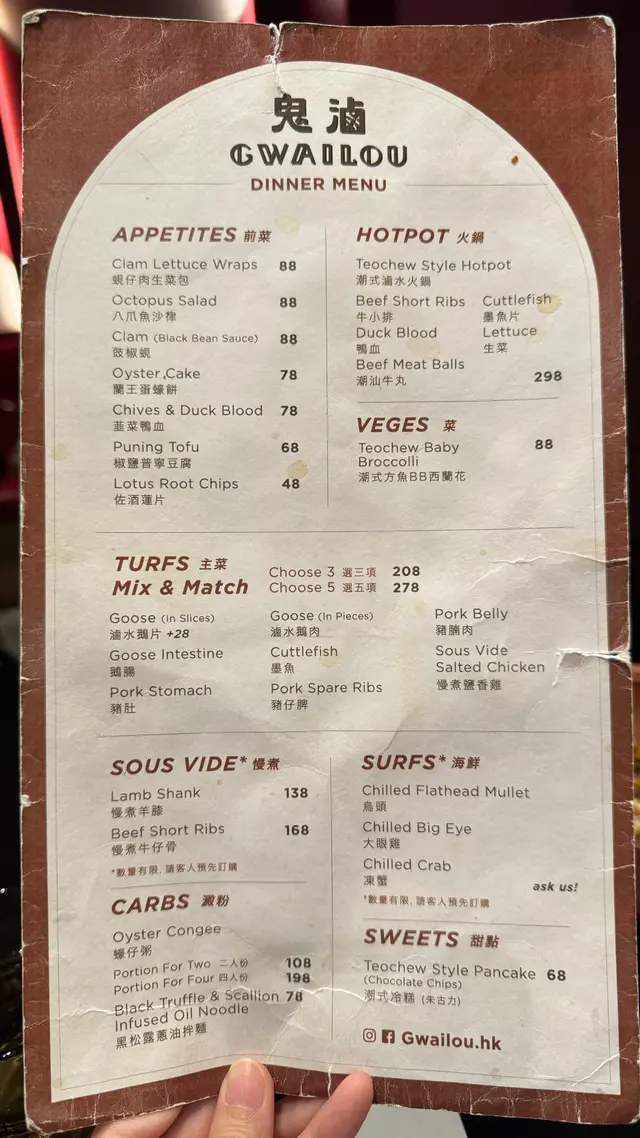 鬼滷
GWAILOU
DINNER MENU
APPETITES 前菜
Clam Lettuce Wraps 88
蜆仔肉生菜包
Octopus Salad 88
八爪魚沙葎
Clam (Black Bean Sauce) 88
豉椒蜆
Oyster Cake 78
蘭王蛋蠔餅
Chives & Duck Blood 78
韮菜鴨血
Puning Tofu 68
椒鹽普寧豆腐
Lotus Root Chips 48
佐酒蓮片
HOTPOT 火鍋
Teochew Style Hotpot
潮式滷水火鍋
Beef Short Ribs Cuttlefish
牛小排 墨魚片
Duck Blood Lettuce
鴨血 生菜
Beef Meat Balls
潮汕牛丸 298
VEGES 菜
Teochew Baby 88
Broccolli
潮式方魚BB西蘭花
TURFS 主菜
Mix & Match
Choose 3 選三項 208
Choose 5 選五項 278
Goose (In Slices) Goose (In Pieces) Pork Belly
滷水鵝片 +28 滷水鵝肉 豬腩肉
Goose Intestine Cuttlefish Sous Vide
鵝腸 墨魚 Salted Chicken
Pork Stomach Pork Spare Ribs 慢煮鹽香雞
豬肚 豬仔脾
SOUS VIDE* 慢煮
Lamb Shank 138
慢煮羊膝
Beef Short Ribs 168
慢煮牛仔骨
*數量有限, 請客人預先訂購
CARBS 澱粉
Oyster Congee
蠔仔粥
Portion For Two 二人份 108
Portion For Four 四人份 198
Black Truffle & Scallion 78
Infused Oil Noodle
黑松露蔥油拌麵
SURFS* 海鮮
Chilled Flathead Mullet
烏頭
Chilled Big Eye
大眼雞
Chilled Crab
凍蟹
ask us!
*數量有限, 請客人預先訂購
SWEETS 甜點
Teochew Style Pancake 68
(Chocolate Chips)
潮式冷糕 (朱古力)
Gwailou.hk